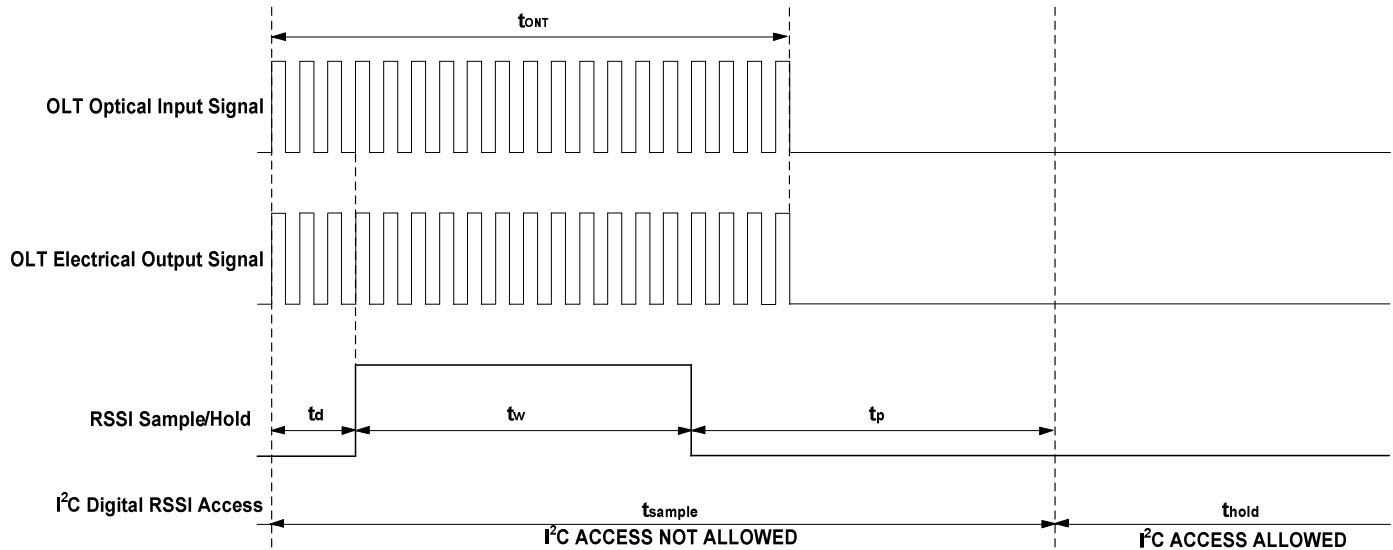 tONT
OLT Optical Input Signal
OLT Electrical Output Signal
RSSI Sample/Hold
td
tw
tp
I²C Digital RSSI Access
tsample
thold
I²C ACCESS NOT ALLOWED
I²C ACCESS ALLOWED